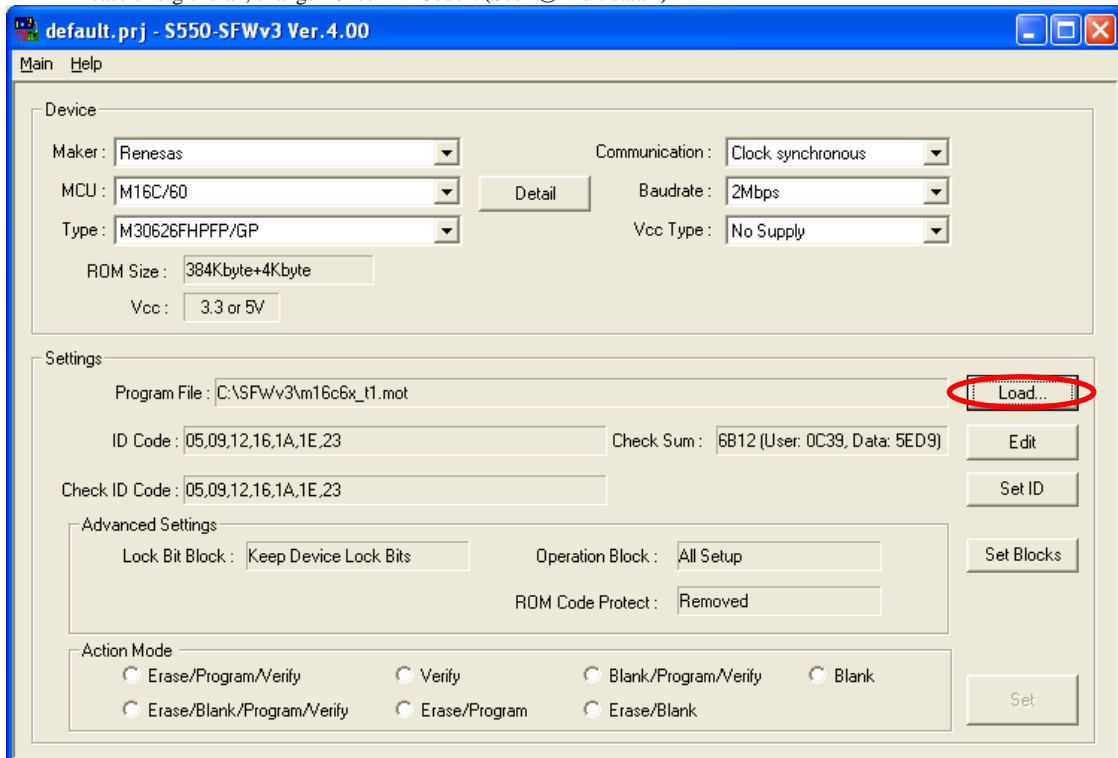 default.prj - S550-SFWv3 Ver.4.00
Main Help
Device
Maker : Renesas
Communication : Clock synchronous
MCU : M16C/60
Detail
Baudrate : 2Mbps
Type : M30626FHPFP/GP
Vcc Type : No Supply
ROM Size : 384Kbyte+4Kbyte
Vcc : 3.3 or 5V
Settings
Program File : C:\SFWv3\m16c6x_t1.mot
Load...
ID Code : 05,09,12,16,1A,1E,23
Check Sum : 6B12 (User: 0C39, Data: 5ED9)
Edit
Check ID Code : 05,09,12,16,1A,1E,23
Set ID
Advanced Settings
Lock Bit Block : Keep Device Lock Bits
Operation Block : All Setup
Set Blocks
ROM Code Protect : Removed
Action Mode
Erase/Program/Verify
Verify
Blank/Program/Verify
Blank
Erase/Blank/Program/Verify
Erase/Program
Erase/Blank
Set